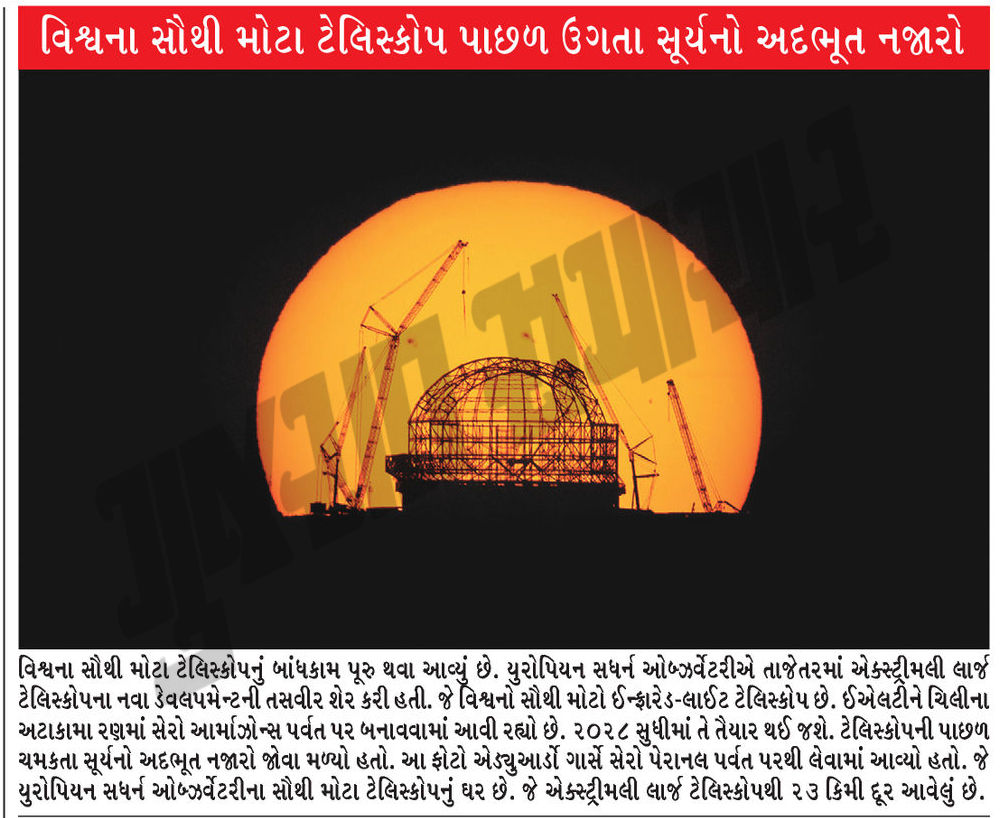 વિશ્વના સૌથી મોટા ટેલિસ્કોપ પાછળ ઉગતા સૂર્યનો અદભૂત નજારો
ગુજરાત સમાચાર
વિશ્વના સૌથી મોટા ટેલિસ્કોપનું બાંધકામ પૂરુ થવા આવ્યું છે. યુરોપિયન સધર્ન ઓબ્ઝર્વેટરીએ તાજેતરમાં એક્સ્ટ્રીમલી લાર્જ
ટેલિસ્કોપના નવા ડેવલપમેન્ટની તસવીર શેર કરી હતી. જે વિશ્વનો સૌથી મોટો ઈન્ફ્રારેડ-લાઈટ ટેલિસ્કોપ છે. ઈએલટીને ચિલીના
અટાકામા રણમાં સેરો આર્માઝોન્સ પર્વત પર બનાવવામાં આવી રહ્યો છે. ૨૦૨૮ સુધીમાં તે તૈયાર થઈ જશે. ટેલિસ્કોપની પાછળ
ચમકતા સૂર્યનો અદભૂત નજારો જોવા મળ્યો હતો. આ ફોટો એડ્યુઆર્ડો ગાર્સે સેરો પેરાનલ પર્વત પરથી લેવામાં આવ્યો હતો. જે
યુરોપિયન સધર્ન ઓબ્ઝર્વેટરીના સૌથી મોટા ટેલિસ્કોપનું ઘર છે. જે એક્સ્ટ્રીમલી લાર્જ ટેલિસ્કોપથી ૨૩ કિમી દૂર આવેલું છે.